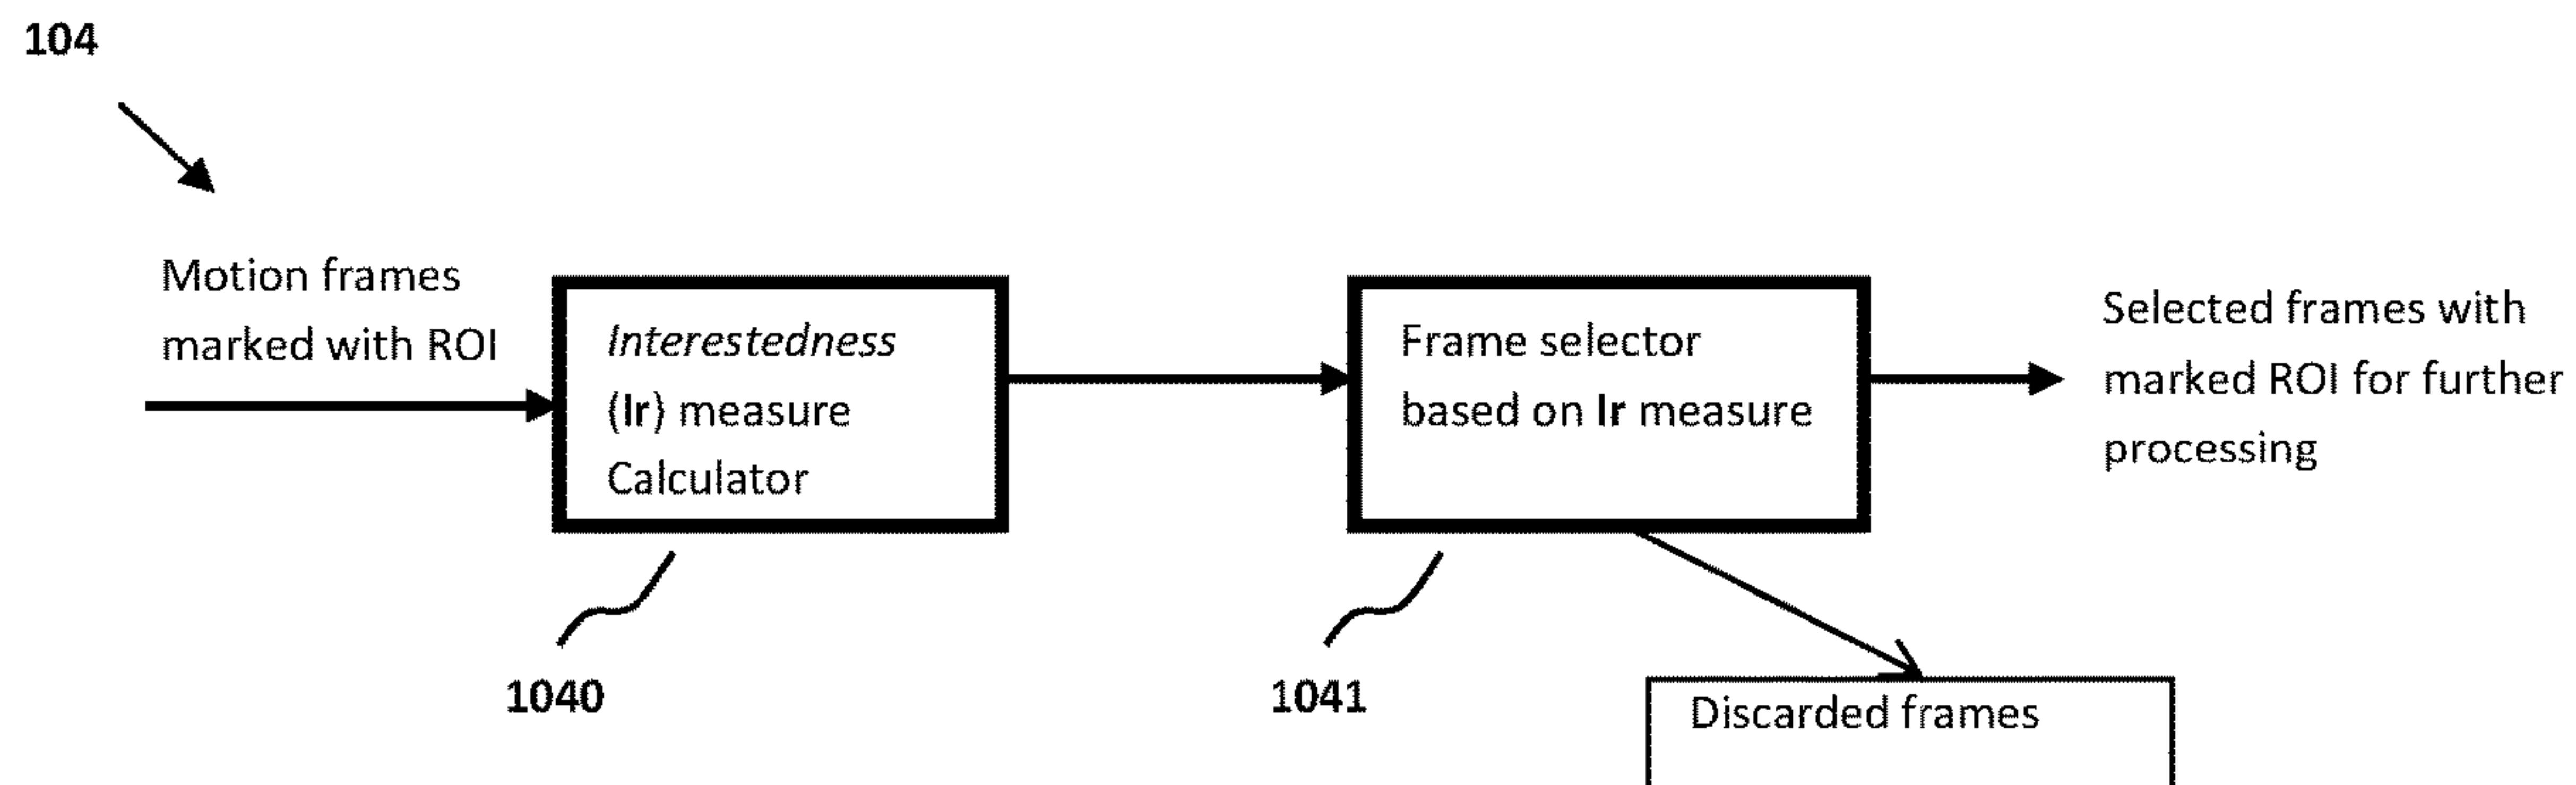 104
Motion frames
marked with ROI
Interestedness
(Ir) measure
Calculator
Frame selector
based on Ir measure
Selected frames with
marked ROI for further
processing
1040
1041
Discarded frames